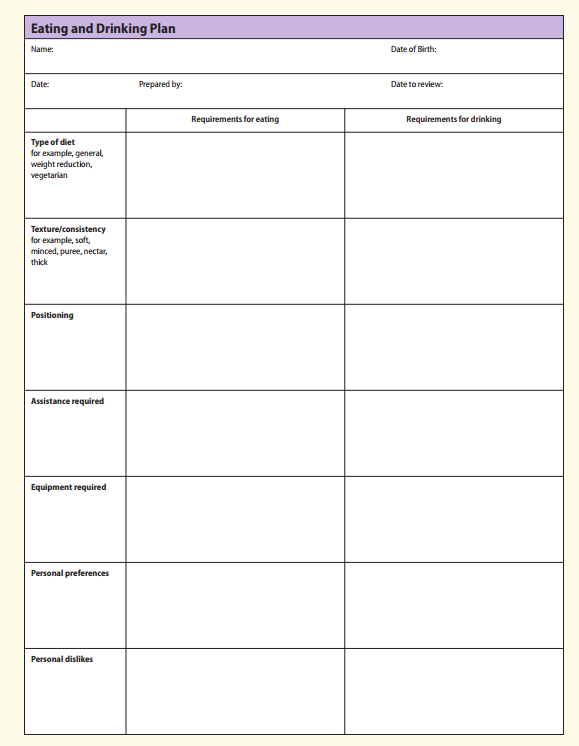 Eating and Drinking Plan
Name: Date of Birth:
Date: Prepared by: Date to review:
Requirements for eating Requirements for drinking
Type of diet
for example, general,
weight reduction,
vegetarian
Texture/consistency
for example, soft,
minced, puree, nectar,
thick
Positioning
Assistance required
Equipment required
Personal preferences
Personal dislikes